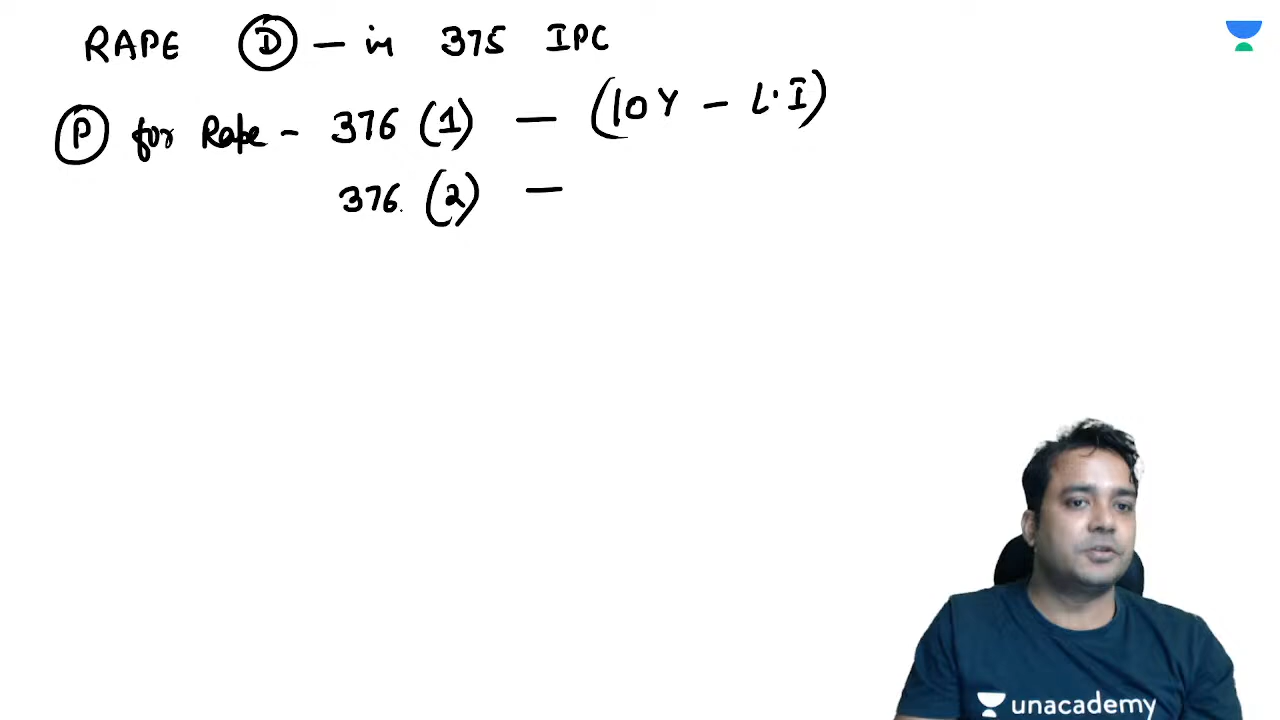 RAPE D - in 375 IPC
P for Rape - 376 (1) - (10Y - L.I)
376 (2) -
unacademy